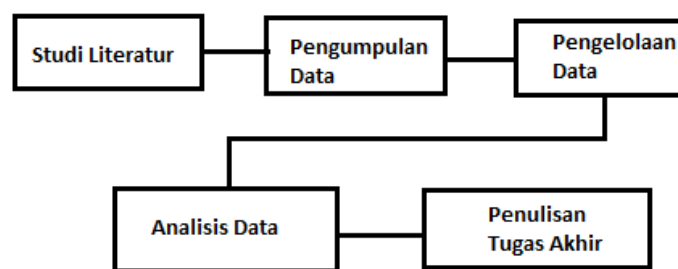 Studi Literatur
Pengumpulan
Data
Pengelolaan
Data
Analisis Data
Penulisan
Tugas Akhir